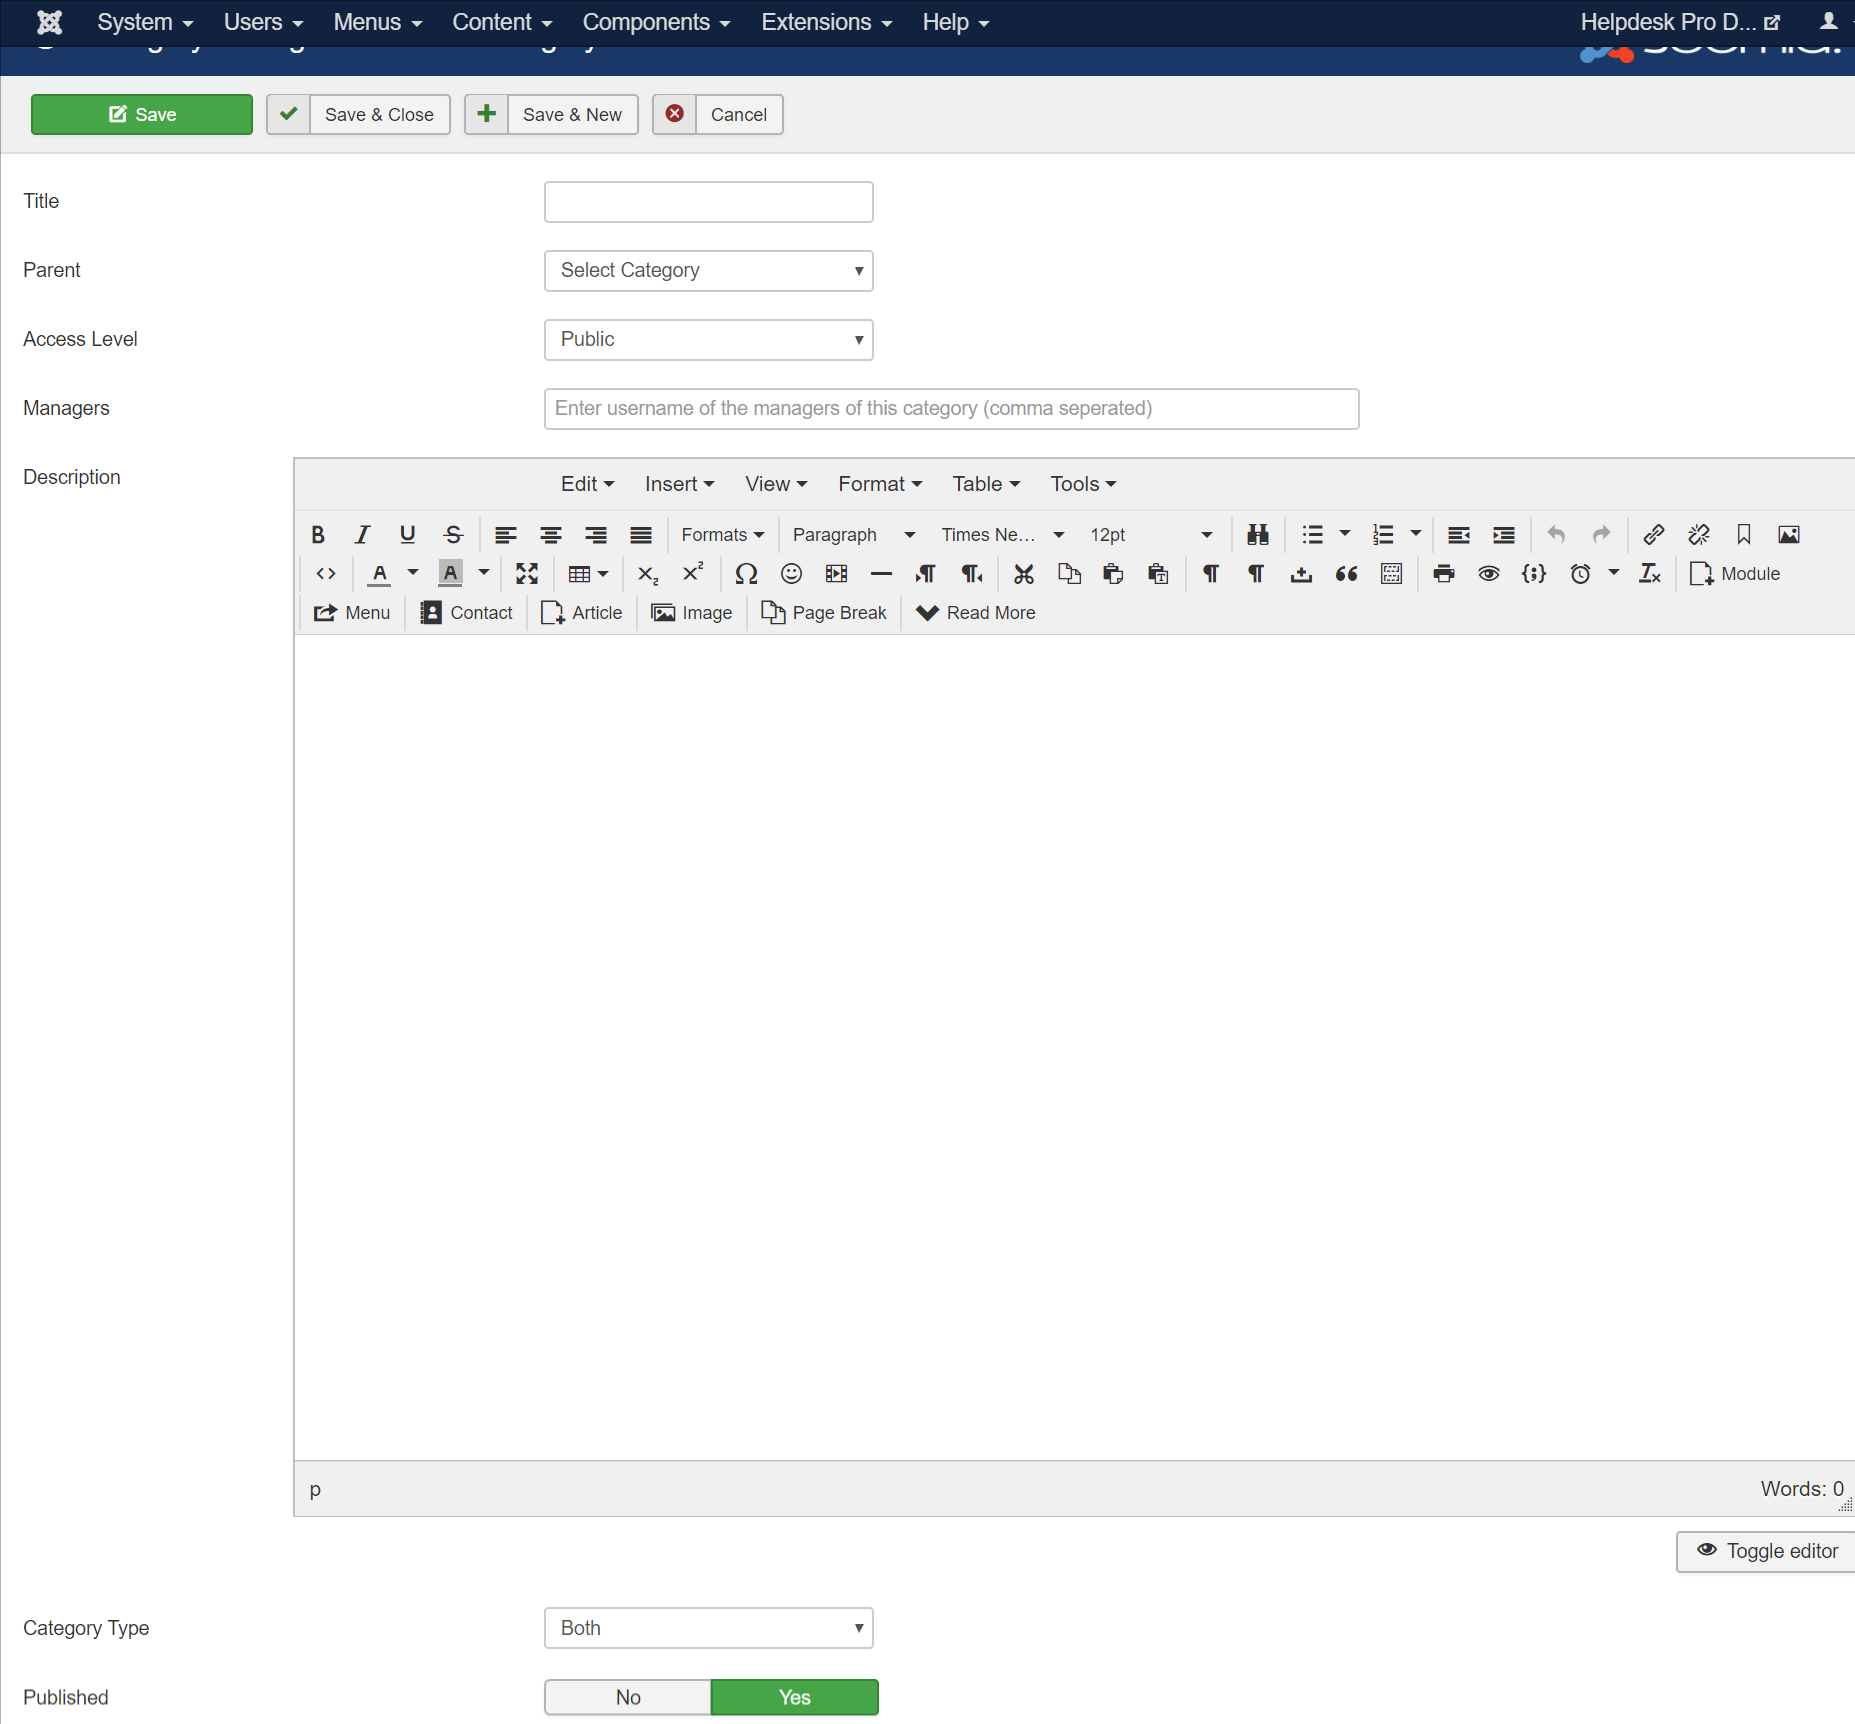 System Users Menus Content Components Extensions Help Helpdesk Pro D...
Save Save & Close Save & New Cancel
Title
Parent Select Category
Access Level Public
Managers Enter username of the managers of this category (comma seperated)
Description
Edit Insert View Format Table Tools
B I U S Formats Paragraph Times Ne... 12pt
Module
Menu Contact Article Image Page Break Read More
p Words: 0
Toggle editor
Category Type Both
Published No Yes